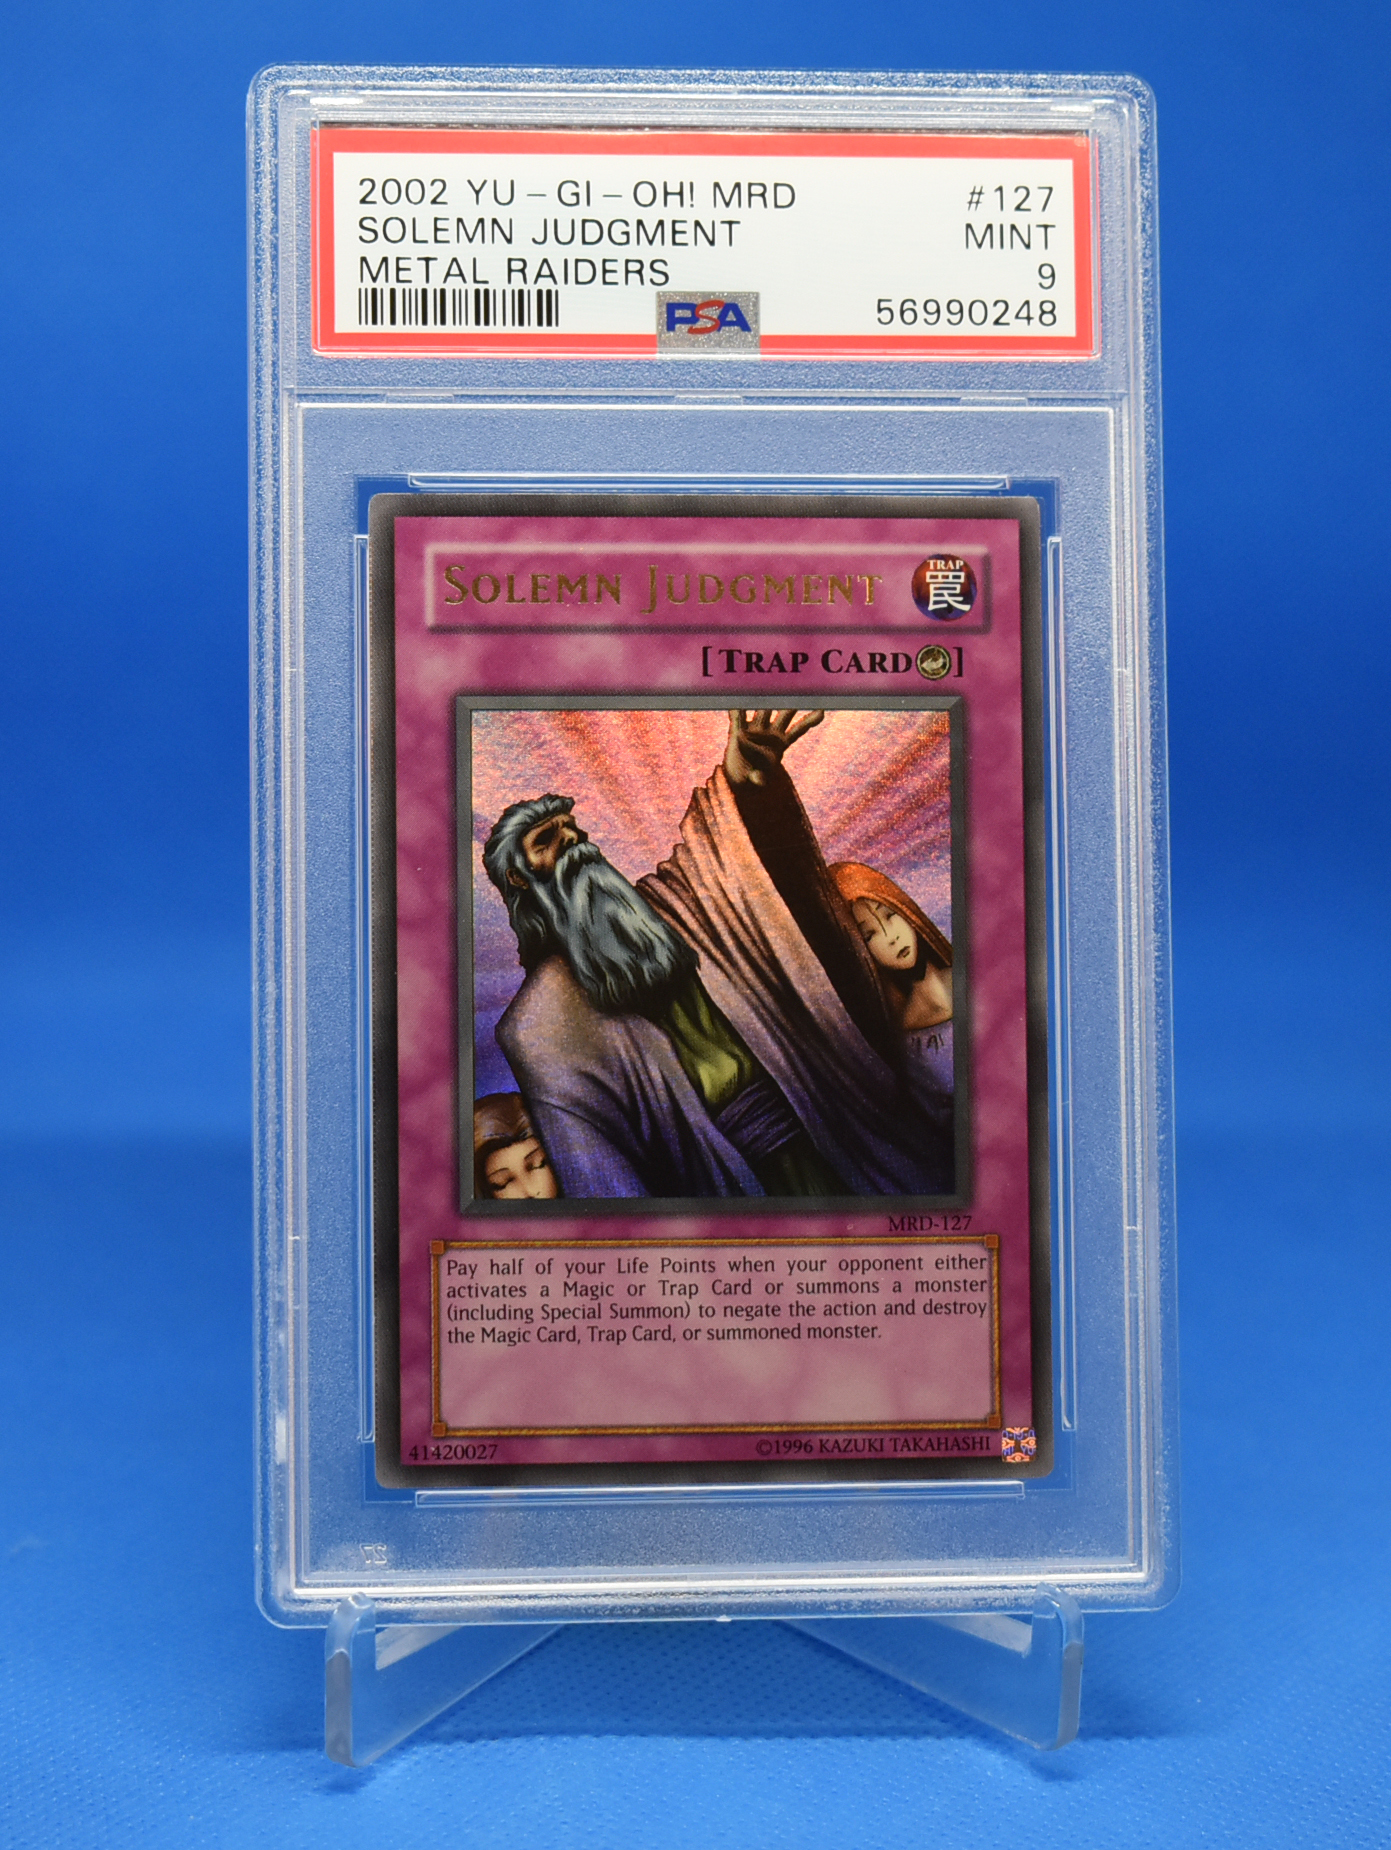 2002 YU-GI-OH! MRD #127
SOLEMN JUDGMENT MINT
METAL RAIDERS 9
PSA 56990248
SOLEMN JUDGMENT
TRAP
罠
[TRAP CARD]
MRD-127
Pay half of your Life Points when your opponent either
activates a Magic or Trap Card or summons a monster
(including Special Summon) to negate the action and destroy
the Magic Card, Trap Card, or summoned monster.
41420027 ©1996 KAZUKI TAKAHASHI